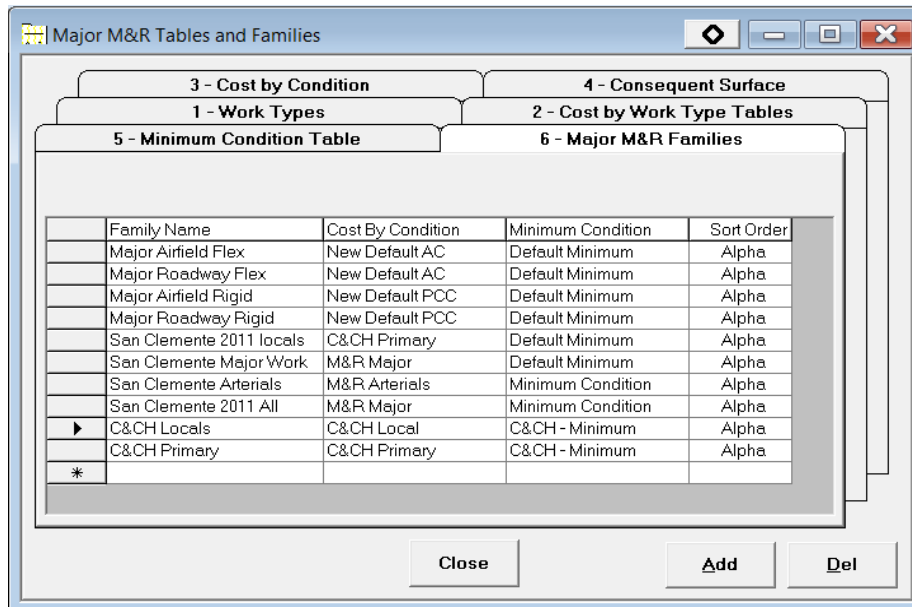 Major M&R Tables and Families
3 - Cost by Condition 4 - Consequent Surface
1 - Work Types 2 - Cost by Work Type Tables
5 - Minimum Condition Table 6 - Major M&R Families
Family Name Cost By Condition Minimum Condition Sort Order
Major Airfield Flex New Default AC Default Minimum Alpha
Major Roadway Flex New Default AC Default Minimum Alpha
Major Airfield Rigid New Default PCC Default Minimum Alpha
Major Roadway Rigid New Default PCC Default Minimum Alpha
San Clemente 2011 locals C&CH Primary Default Minimum Alpha
San Clemente Major Work M&R Major Default Minimum Alpha
San Clemente Arterials M&R Arterials Minimum Condition Alpha
San Clemente 2011 All M&R Major Minimum Condition Alpha
C&CH Locals C&CH Local C&CH - Minimum Alpha
C&CH Primary C&CH Primary C&CH - Minimum Alpha
Close Add Del